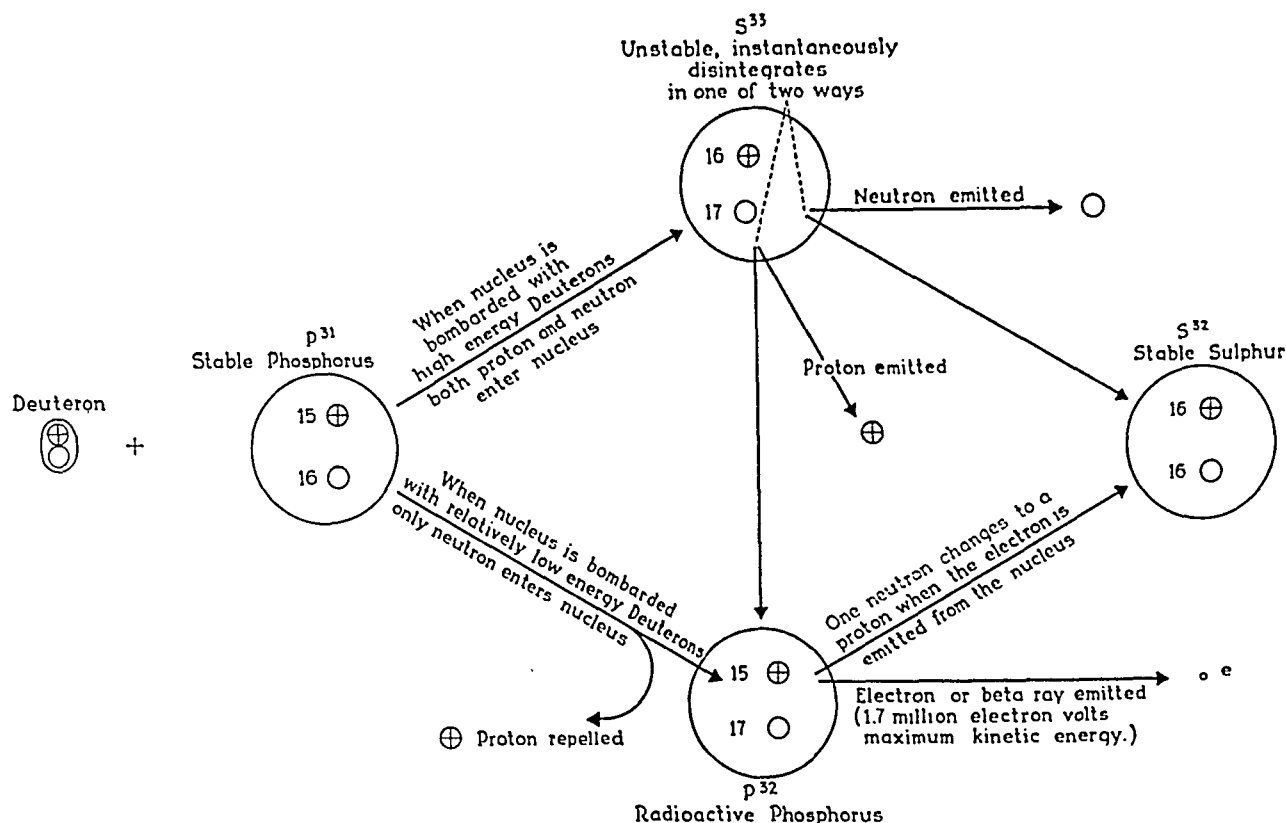 S³³
Unstable, instantaneously
disintegrates
in one of two ways
16
17
Neutron emitted
When nucleus is
bombarded with
high energy Deuterons
both proton and neutron
enter nucleus
P³¹
Stable Phosphorus
15
16
Deuteron
+
Proton emitted
S³²
Stable Sulphur
16
16
When nucleus is bombarded
with relatively low energy Deuterons
only neutron enters nucleus
One neutron changes to a
proton when the electron is
emitted from the nucleus
15
17
e
Electron or beta ray emitted
(1.7 million electron volts
maximum kinetic energy.)
Proton repelled
P³²
Radioactive Phosphorus